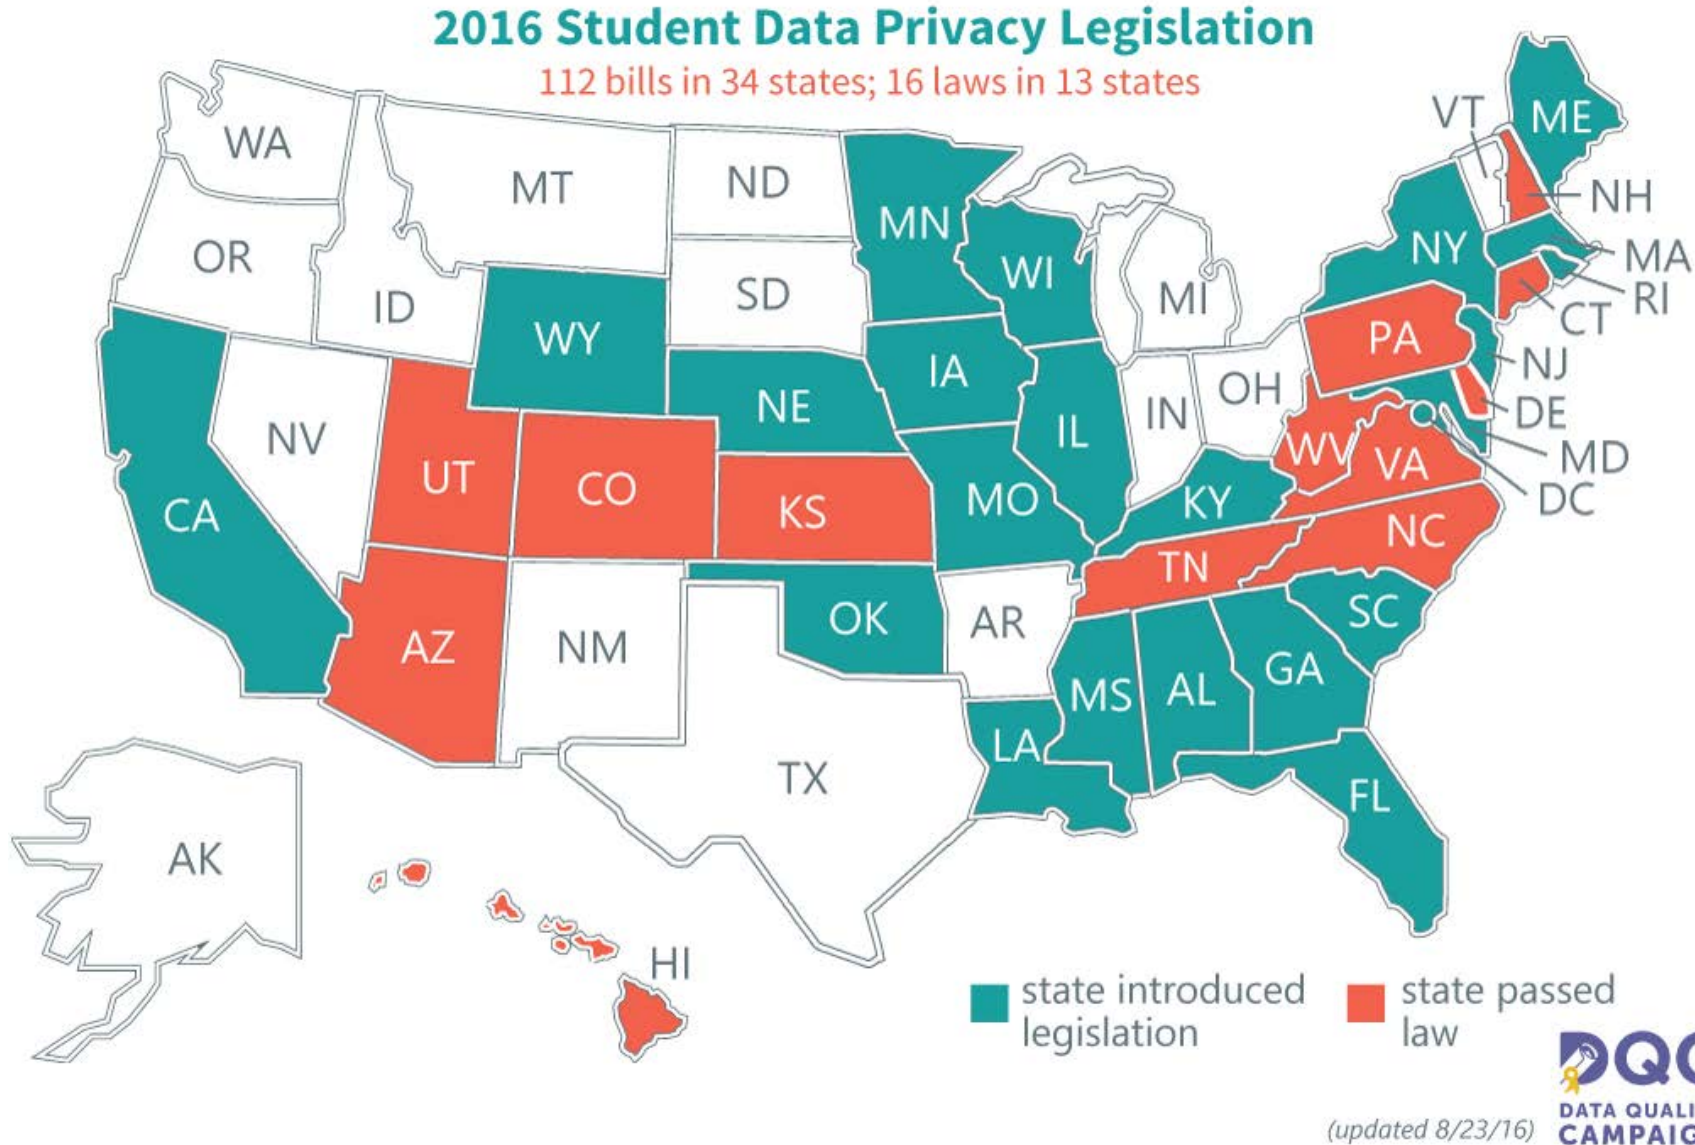 2016 Student Data Privacy Legislation
112 bills in 34 states; 16 laws in 13 states
WA
MT
ND
MN
VT
ME
NH
OR
ID
SD
WI
MI
NY
MA
RI
CT
WY
IA
PA
NJ
NE
IL
IN
OH
DE
NV
UT
CO
KS
MO
KY
WV
VA
MD
DC
CA
TN
NC
AZ
NM
OK
AR
SC
MS
AL
GA
LA
TX
FL
AK
HI
state introduced
legislation
state passed
law
DQC
DATA QUALI
CAMPAIG
(updated 8/23/16)